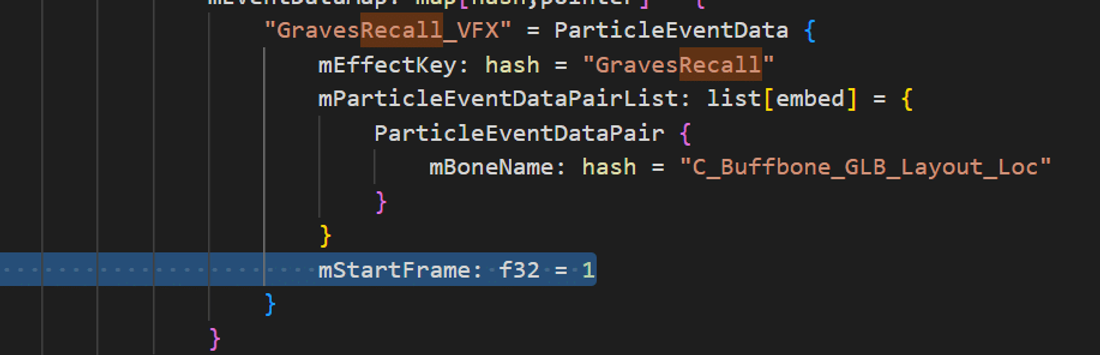 mEventDataMap: map[hash,pointer] = {
"GravesRecall_VFX" = ParticleEventData {
mEffectKey: hash = "GravesRecall"
mParticleEventDataPairList: list[embed] = {
ParticleEventDataPair {
mBoneName: hash = "C_Buffbone_GLB_Layout_Loc"
}
}
mStartFrame: f32 = 1
}
}